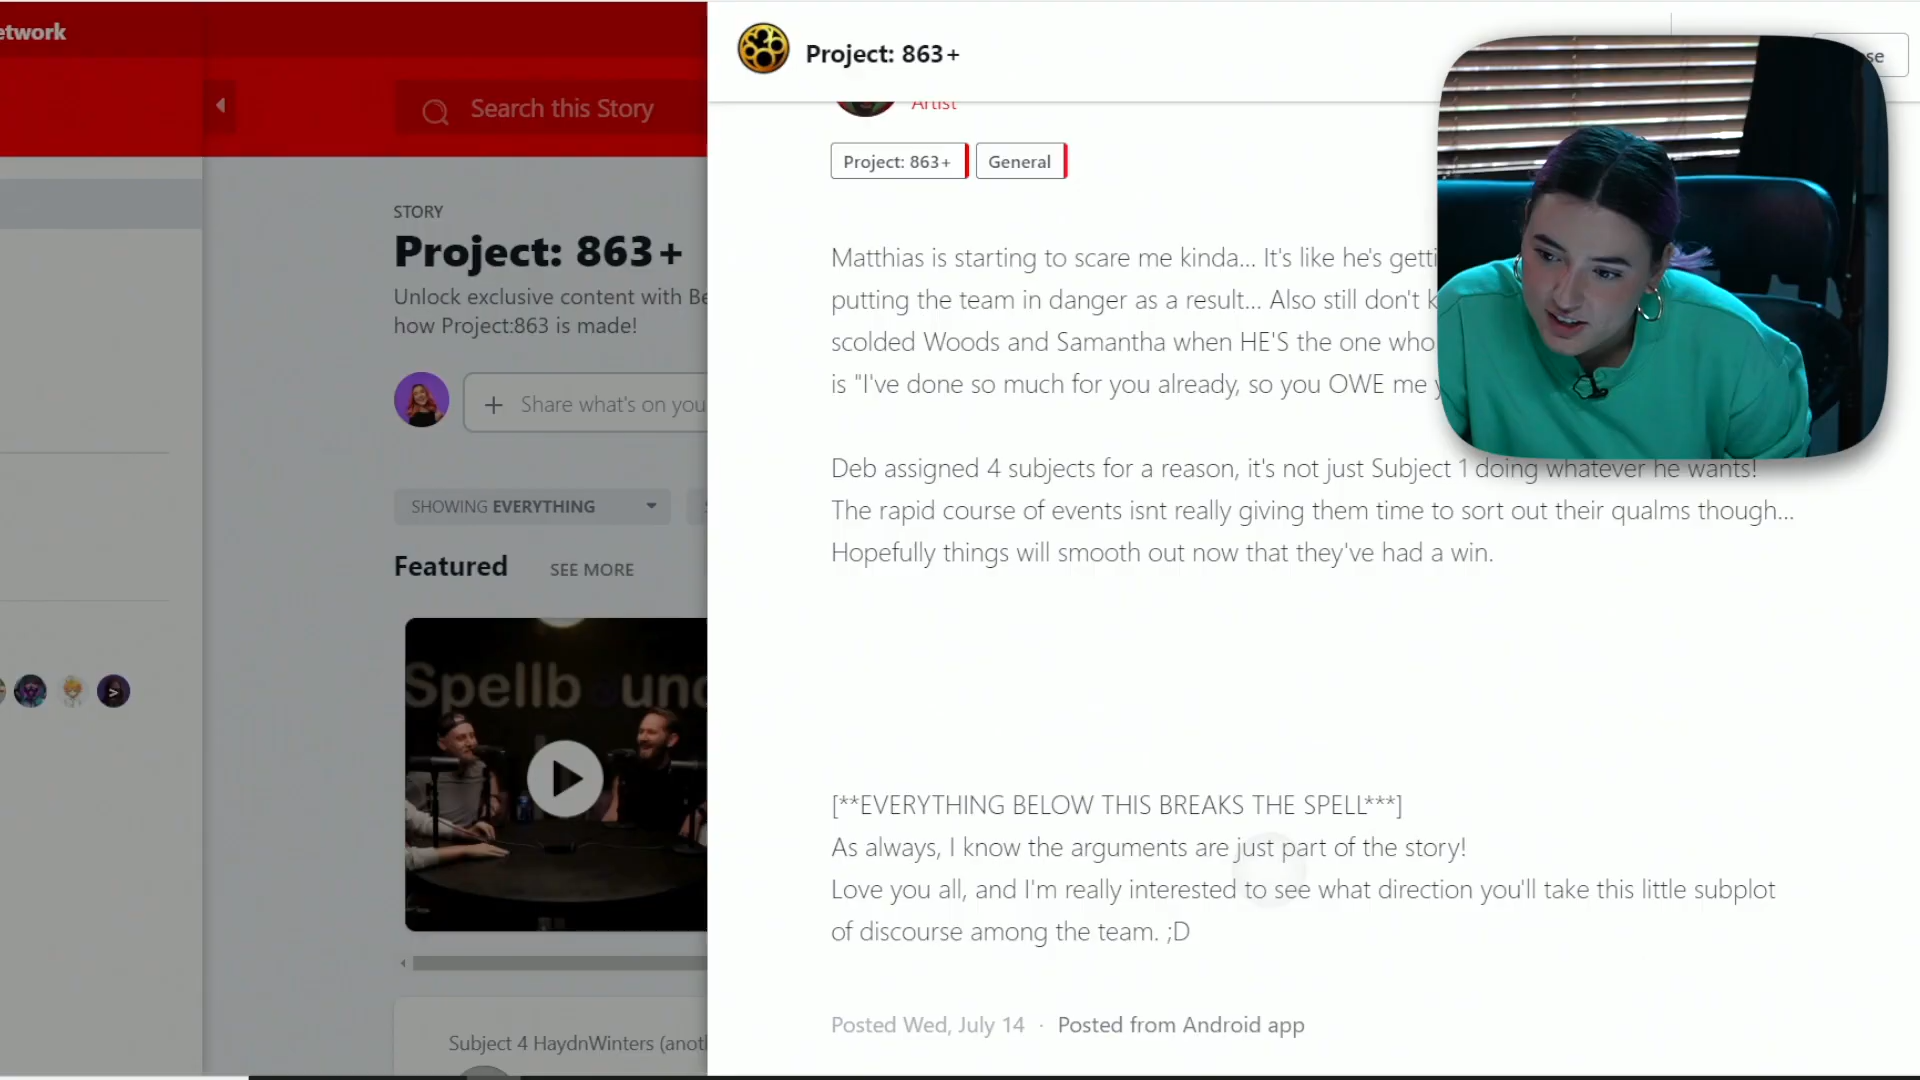 etwork
Project: 863+
se
Search this Story
Artist
Project: 863+
General
STORY
Project: 863+
Unlock exclusive content with Be
how Project:863 is made!
Share what's on you
SHOWING EVERYTHING
Featured
SEE MORE
Spellb und
Subject 4 HaydnWinters (anot
Matthias is starting to scare me kinda... It's like he's getti
putting the team in danger as a result... Also still don't k
scolded Woods and Samantha when HE'S the one who
is "I've done so much for you already, so you OWE me y
Deb assigned 4 subjects for a reason, it's not just Subject 1 doing whatever he wants!
The rapid course of events isnt really giving them time to sort out their qualms though...
Hopefully things will smooth out now that they've had a win.
[**EVERYTHING BELOW THIS BREAKS THE SPELL***]
As always, I know the arguments are just part of the story!
Love you all, and I'm really interested to see what direction you'll take this little subplot
of discourse among the team. ;D
Posted Wed, July 14 · Posted from Android app